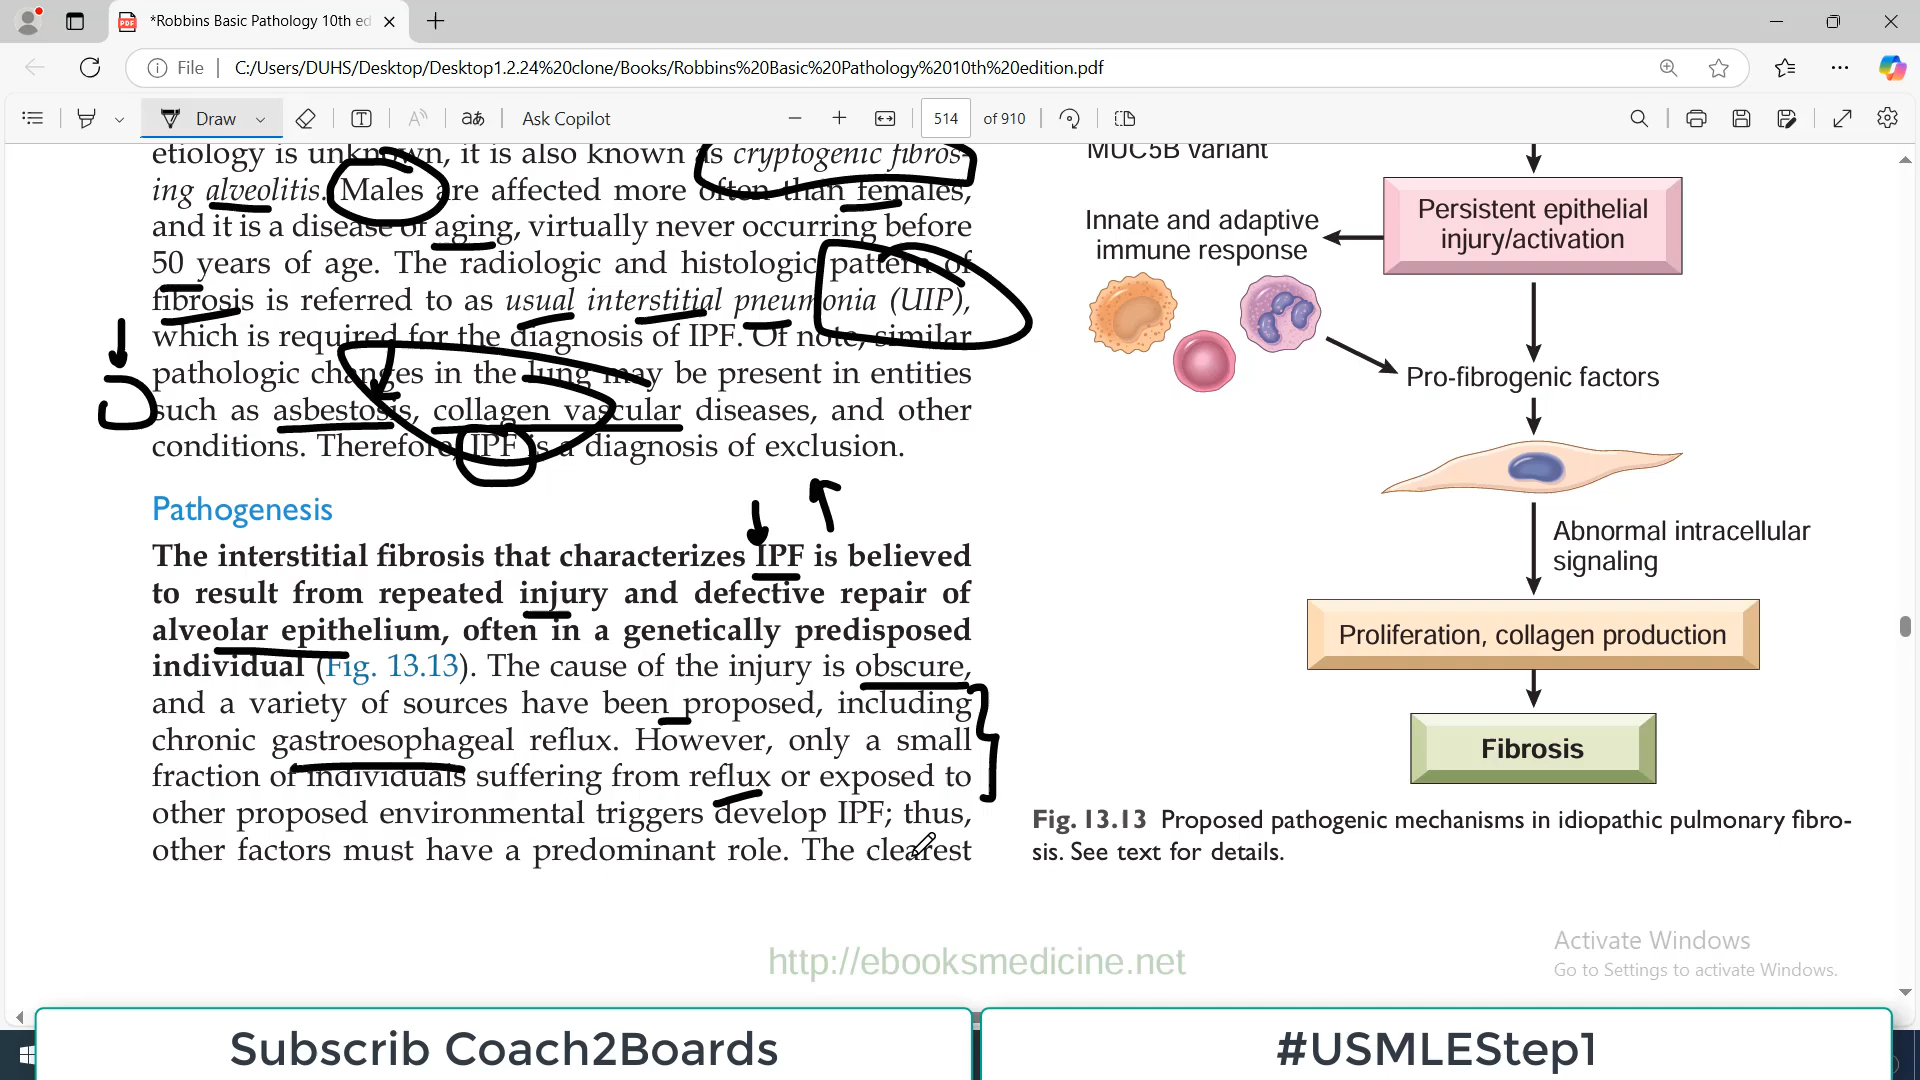 *Robbins Basic Pathology 10th ed
File
C:/Users/DUHS/Desktop/Desktop1.2.24%20clone/Books/Robbins%20Basic%20Pathology%2010th%20edition.pdf
Draw
Ask Copilot
514
of 910
etiology is unknown, it is also known as cryptogenic fibros-
ing alveolitis. Males are affected more often than females,
and it is a disease of aging, virtually never occurring before
50 years of age. The radiologic and histologic pattern of
fibrosis is referred to as usual interstitial pneumonia (UIP),
which is required for the diagnosis of IPF. Of note, similar
pathologic changes in the lung may be present in entities
such as asbestosis, collagen vascular diseases, and other
conditions. Therefore, IPF is a diagnosis of exclusion.
Pathogenesis
The interstitial fibrosis that characterizes IPF is believed
to result from repeated injury and defective repair of
alveolar epithelium, often in a genetically predisposed
individual (Fig. 13.13). The cause of the injury is obscure,
and a variety of sources have been proposed, including
chronic gastroesophageal reflux. However, only a small
fraction of individuals suffering from reflux or exposed to
other proposed environmental triggers develop IPF; thus,
other factors must have a predominant role. The clearest
MUC5B variant
Persistent epithelial
injury/activation
Innate and adaptive
immune response
Pro-fibrogenic factors
Abnormal intracellular
signaling
Proliferation, collagen production
Fibrosis
Fig. 13.13 Proposed pathogenic mechanisms in idiopathic pulmonary fibro-
sis. See text for details.
http://ebooksmedicine.net
Activate Windows
Go to Settings to activate Windows.
Subscrib Coach2Boards
#USMLEStep1